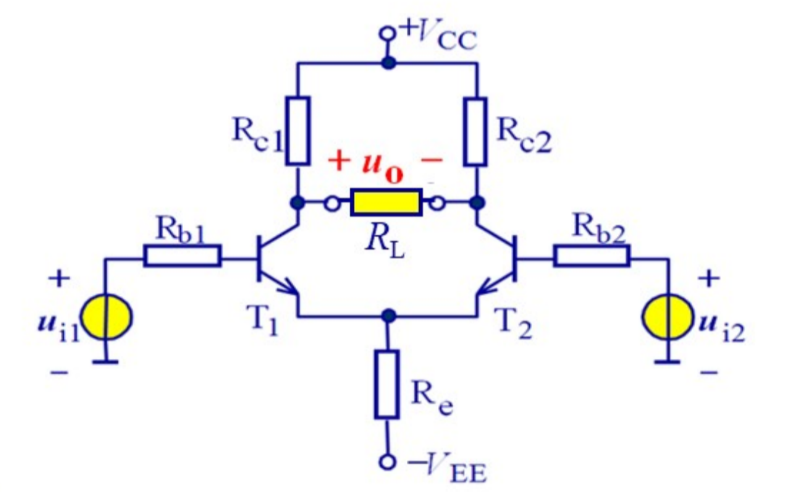 +VCC
Rc1
Rc2
+ uo −
RL
Rb1
Rb2
+
+
ui1
T1
T2
ui2
−
−
Re
−VEE